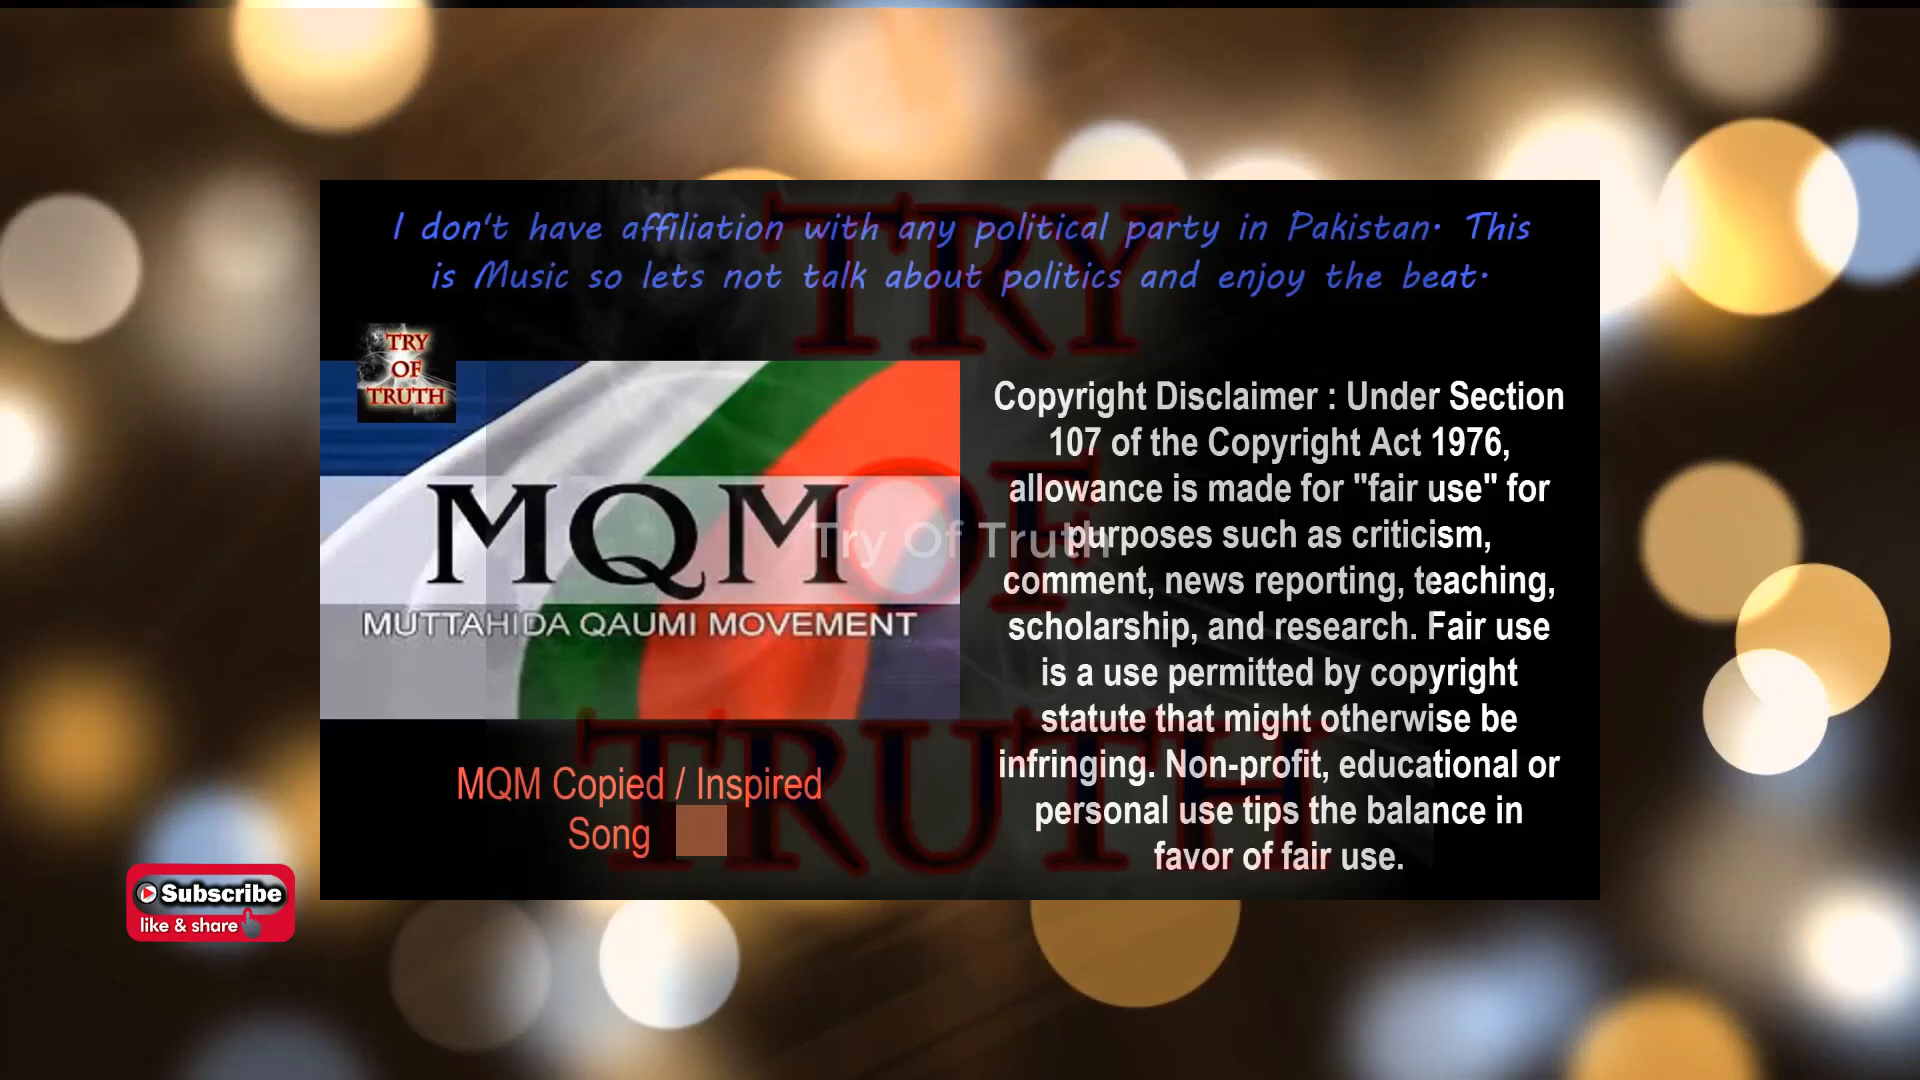 I don't have affiliation with any political party in Pakistan. This
is Music so lets not talk about politics and enjoy the beat.
TRY
OF
TRUTH
TRY
OF
TRUTH
MQM
MUTTAHIDA QAUMI MOVEMENT
Try Of Truth
Copyright Disclaimer : Under Section
107 of the Copyright Act 1976,
allowance is made for "fair use" for
purposes such as criticism,
comment, news reporting, teaching,
scholarship, and research. Fair use
is a use permitted by copyright
statute that might otherwise be
infringing. Non-profit, educational or
personal use tips the balance in
favor of fair use.
MQM Copied / Inspired
Song
Subscribe
like & share